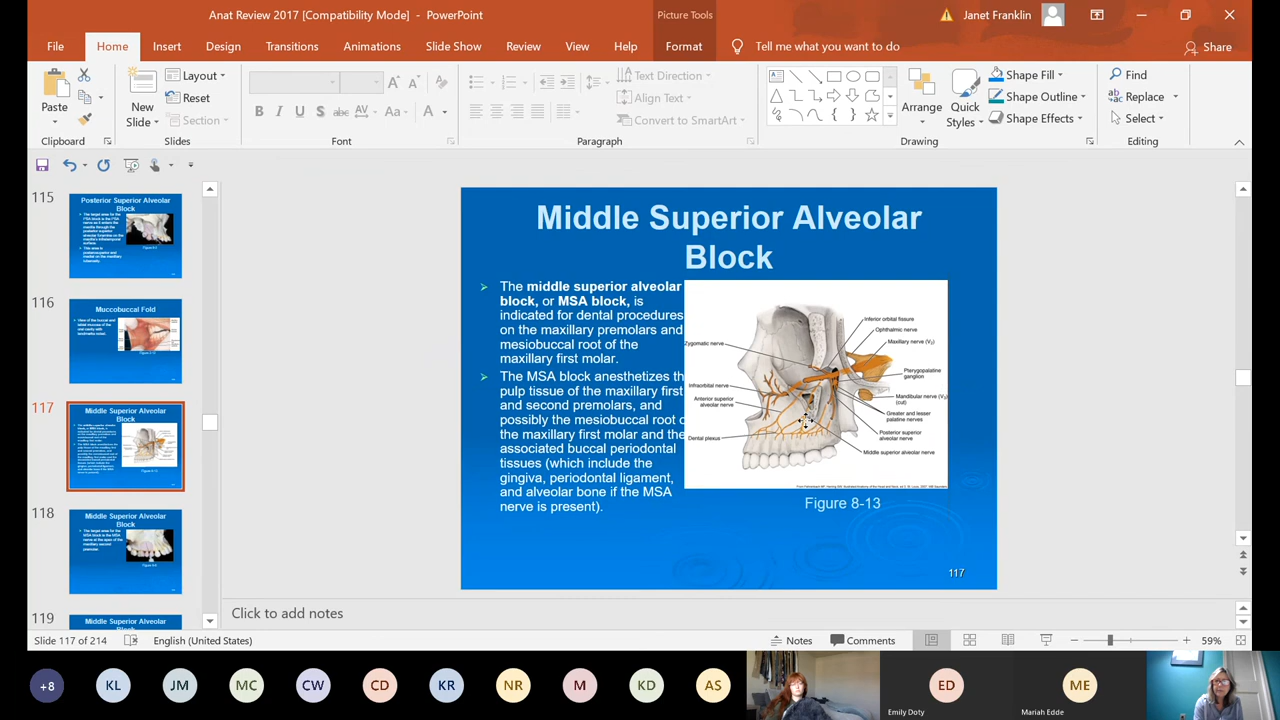 Anat Review 2017 [Compatibility Mode] - PowerPoint
Picture Tools
Janet Franklin
File Home Insert Design Transitions Animations Slide Show Review View Help Format Tell me what you want to do Share
Paste
New Slide
Layout
Reset
Section
B I U S abc AV Aa A
Text Direction
Align Text
Convert to SmartArt
Arrange
Quick Styles
Shape Fill
Shape Outline
Shape Effects
Find
Replace
Select
Clipboard Slides Font Paragraph Drawing Editing
115
Posterior Superior Alveolar
Block
116
Muccobuccal Fold
117
Middle Superior Alveolar
Block
118
Middle Superior Alveolar
Block
119
Middle Superior Alveolar
Middle Superior Alveolar
Block
The middle superior alveolar
block, or MSA block, is
indicated for dental procedures
on the maxillary premolars and
mesiobuccal root of the
maxillary first molar.
The MSA block anesthetizes th
pulp tissue of the maxillary first
and second premolars, and
possibly the mesiobuccal root o
the maxillary first molar and the
associated buccal periodontal
tissues (which include the
gingiva, periodontal ligament,
and alveolar bone if the MSA
nerve is present).
Zygomatic nerve
Infraorbital nerve
Anterior superior
alveolar nerve
Dental plexus
Inferior orbital fissure
Ophthalmic nerve
Maxillary nerve (V2)
Pterygopalatine
ganglion
Mandibular nerve (V3)
(cut)
Greater and lesser
palatine nerves
Posterior superior
alveolar nerve
Middle superior alveolar nerve
Figure 8-13
117
Click to add notes
Slide 117 of 214 English (United States) Notes Comments 59%
+8 KL JM MC CW CD KR NR M KD AS ED ME
Emily Doty
Mariah Edde